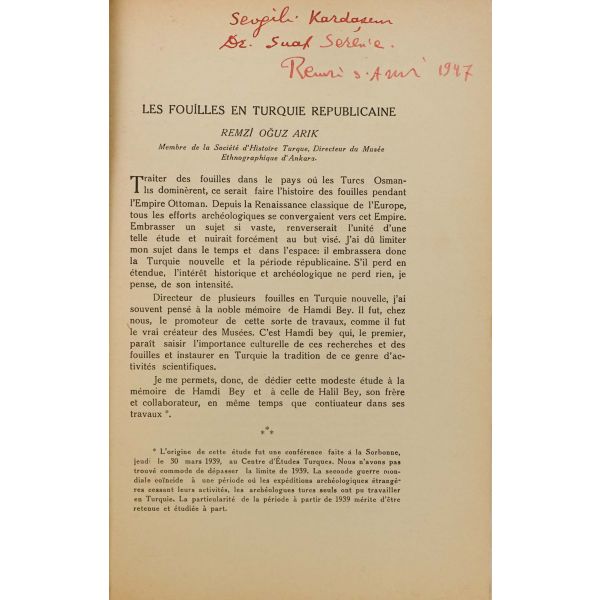 Sevgili Kardaşem
Dr. Suat Seren'e.
Remzi 1947
LES FOUİLLES EN TURQUIE REPUBLICAINE
REMZİ OĞUZ ARIK
Membre de la Société d'Histoire Turque, Directeur du Musée
Ethnographique d'Ankara.
Traiter des fouilles dans le pays oú les Turcs Osman-
lıs dominèrent, ce serait faire l'histoire des fouilles pendant
l'Empire Ottoman. Depuis la Renaissance classique de l'Europe,
tous les efforts archéologiques se convergaient vers cet Empire.
Embrasser un sujet si vaste, renverserait l'unité d'une
telle étude et nuirait forcément au but visé. J'ai dû limiter
mon sujet dans le temps et dans l'espace: il embrassera donc
la Turquie nouvelle et la période républicaine. S'il perd en
étendue, l'intérêt historique et archéologique ne perd rien, je
pense, de son intensité.
Directeur de plusieurs fouilles en Turquie nouvelle, j'ai
souvent pensé à la noble mémoire de Hamdi Bey. Il fut, chez
nous, le promoteur de cette sorte de travaux, comme il fut
le vrai créateur des Musées. C'est Hamdi bey qui, le premier,
paraît saisir l'importance culturelle de ces recherches et des
fouilles et instaurer en Turquie la tradition de ce genre d'ac-
tivités scientifiques.
Je me permets, donc, de dédier cette modeste étude à la
mémoire de Hamdi Bey et à celle de Halil Bey, son frère
et collaborateur, en même temps que contiuateur dans ses
travaux *.
***
* L'origine de cette étude fut une conférence faite á la Sorbonne,
jeudi le 30 mars 1939, au Centre d'Études Turques. Nous n'avons pas
trouvé commode de dépasser la limite de 1939. La seconde guerre mon-
diale coïncide à une période oú les expéditions archéologiques étrangè-
res cessant leurs activités, les archéologues turcs seuls ont pu travailler
en Turquie. La particularité de la période à partir de 1939 mérite d'être
retenue et étudiée à part.